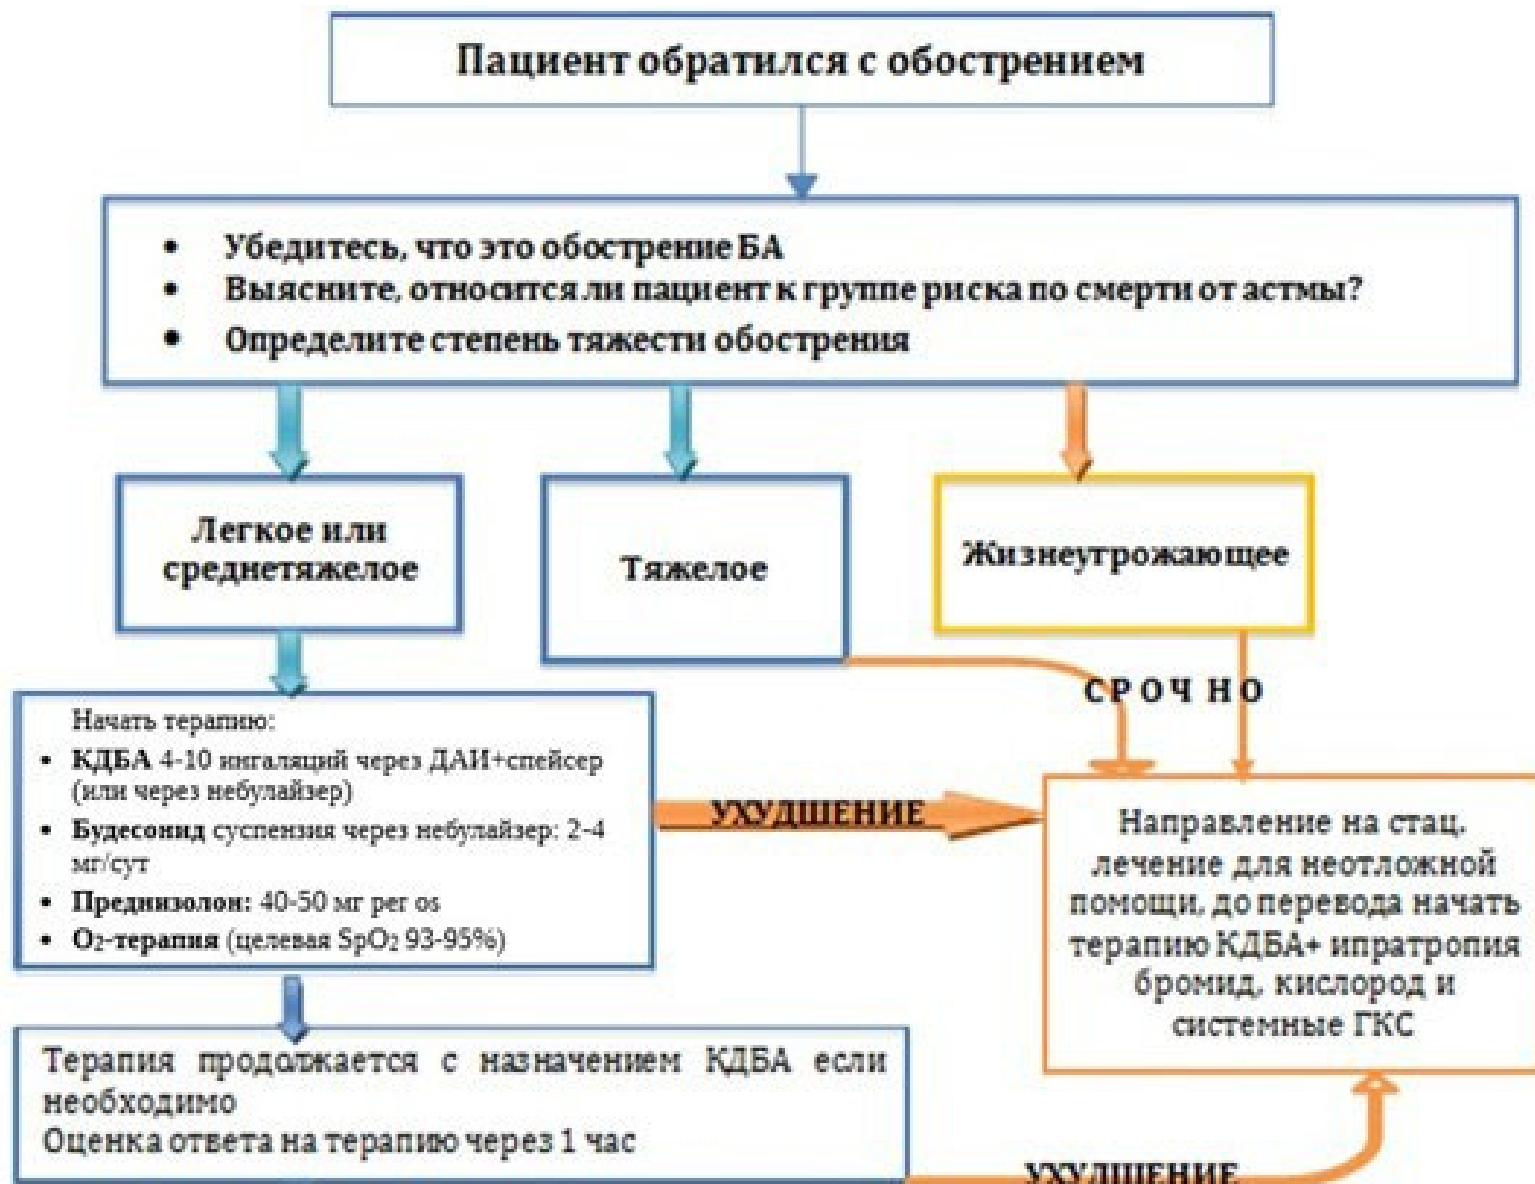 Пациент обратился с обострением
• Убедитесь, что это обострение БА
• Выясните, относится ли пациент к группе риска по смерти от астмы?
• Определите степень тяжести обострения
Легкое или
среднетяжелое
Тяжелое
Жизнеугрожающее
СРОЧНО
Начать терапию:
• КДБА 4-10 ингаляций через ДАИ+спейсер
(или через небулайзер)
• Будесонид суспензия через небулайзер: 2-4
мг/сут
• Преднизолон: 40-50 мг per os
• О₂-терапия (целевая SpO₂ 93-95%)
УХУДШЕНИЕ
Направление на стац.
лечение для неотложной
помощи, до перевода начать
терапию КДБА+ ипратропия
бромид, кислород и
системные ГКС
Терапия продолжается с назначением КДБА если
необходимо
Оценка ответа на терапию через 1 час
УХУДШЕНИЕ